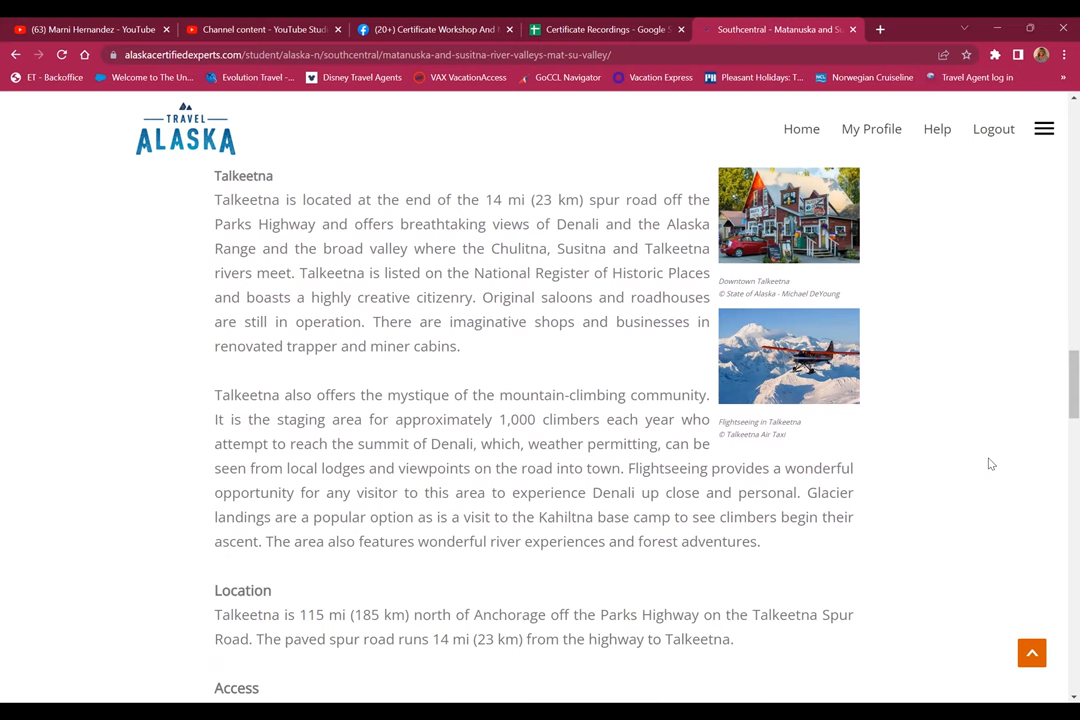 (63) Marni Hernandez - YouTube
Channel content - YouTube Stud
(20+) Certificate Workshop And
Certificate Recordings - Google S
Southcentral - Matanuska and Su
alaskacertifiedexperts.com/student/alaska-n/southcentral/matanuska-and-susitna-river-valleys-mat-su-valley/
ET - Backoffice
Welcome to The Un...
Evolution Travel -...
Disney Travel Agents
VAX VacationAccess
GoCCL Navigator
Vacation Express
Pleasant Holidays: T...
Norwegian Cruiseline
Travel Agent log in
»
TRAVEL
ALASKA
Home
My Profile
Help
Logout
Talkeetna
Talkeetna is located at the end of the 14 mi (23 km) spur road off the
Parks Highway and offers breathtaking views of Denali and the Alaska
Range and the broad valley where the Chulitna, Susitna and Talkeetna
rivers meet. Talkeetna is listed on the National Register of Historic Places
and boasts a highly creative citizenry. Original saloons and roadhouses
are still in operation. There are imaginative shops and businesses in
renovated trapper and miner cabins.
Downtown Talkeetna
© State of Alaska - Michael DeYoung
Talkeetna also offers the mystique of the mountain-climbing community.
It is the staging area for approximately 1,000 climbers each year who
attempt to reach the summit of Denali, which, weather permitting, can be
seen from local lodges and viewpoints on the road into town. Flightseeing provides a wonderful
opportunity for any visitor to this area to experience Denali up close and personal. Glacier
landings are a popular option as is a visit to the Kahiltna base camp to see climbers begin their
ascent. The area also features wonderful river experiences and forest adventures.
Flightseeing in Talkeetna
© Talkeetna Air Taxi
Location
Talkeetna is 115 mi (185 km) north of Anchorage off the Parks Highway on the Talkeetna Spur
Road. The paved spur road runs 14 mi (23 km) from the highway to Talkeetna.
Access